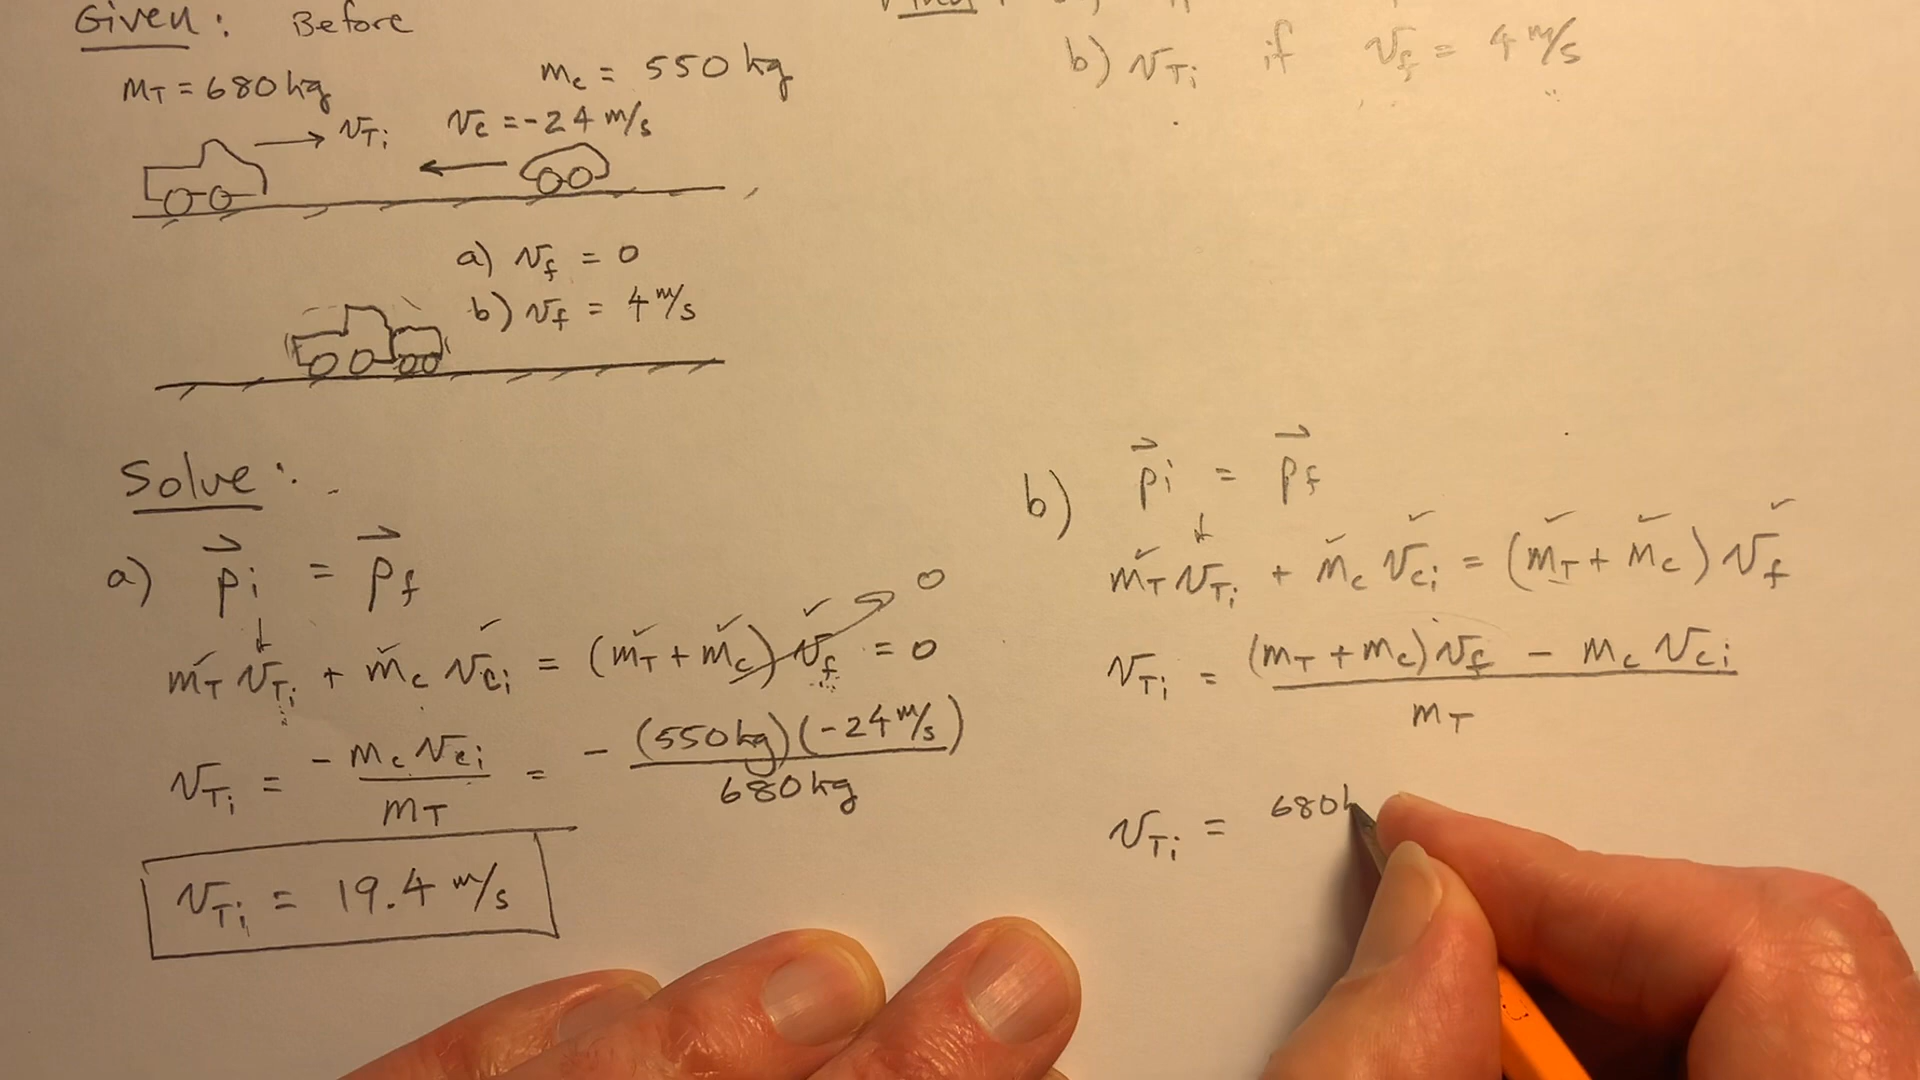 Given: Before
m_T = 680 kg
m_c = 550 kg
v_Ti
v_c = -24 m/s
a) v_f = 0
b) v_f = 4 m/s
b) v_Ti if v_f = 4 m/s
Solve:
a) p_i = p_f
m_T v_Ti + m_c v_ci = (m_T + m_c) v_f = 0
0
v_Ti = -m_c v_ci / m_T = - (550 kg)(-24 m/s) / 680 kg
v_Ti = 19.4 m/s
b) p_i = p_f
m_T v_Ti + m_c v_ci = (m_T + m_c) v_f
v_Ti = (m_T + m_c) v_f - m_c v_ci / m_T
v_Ti = 680 k